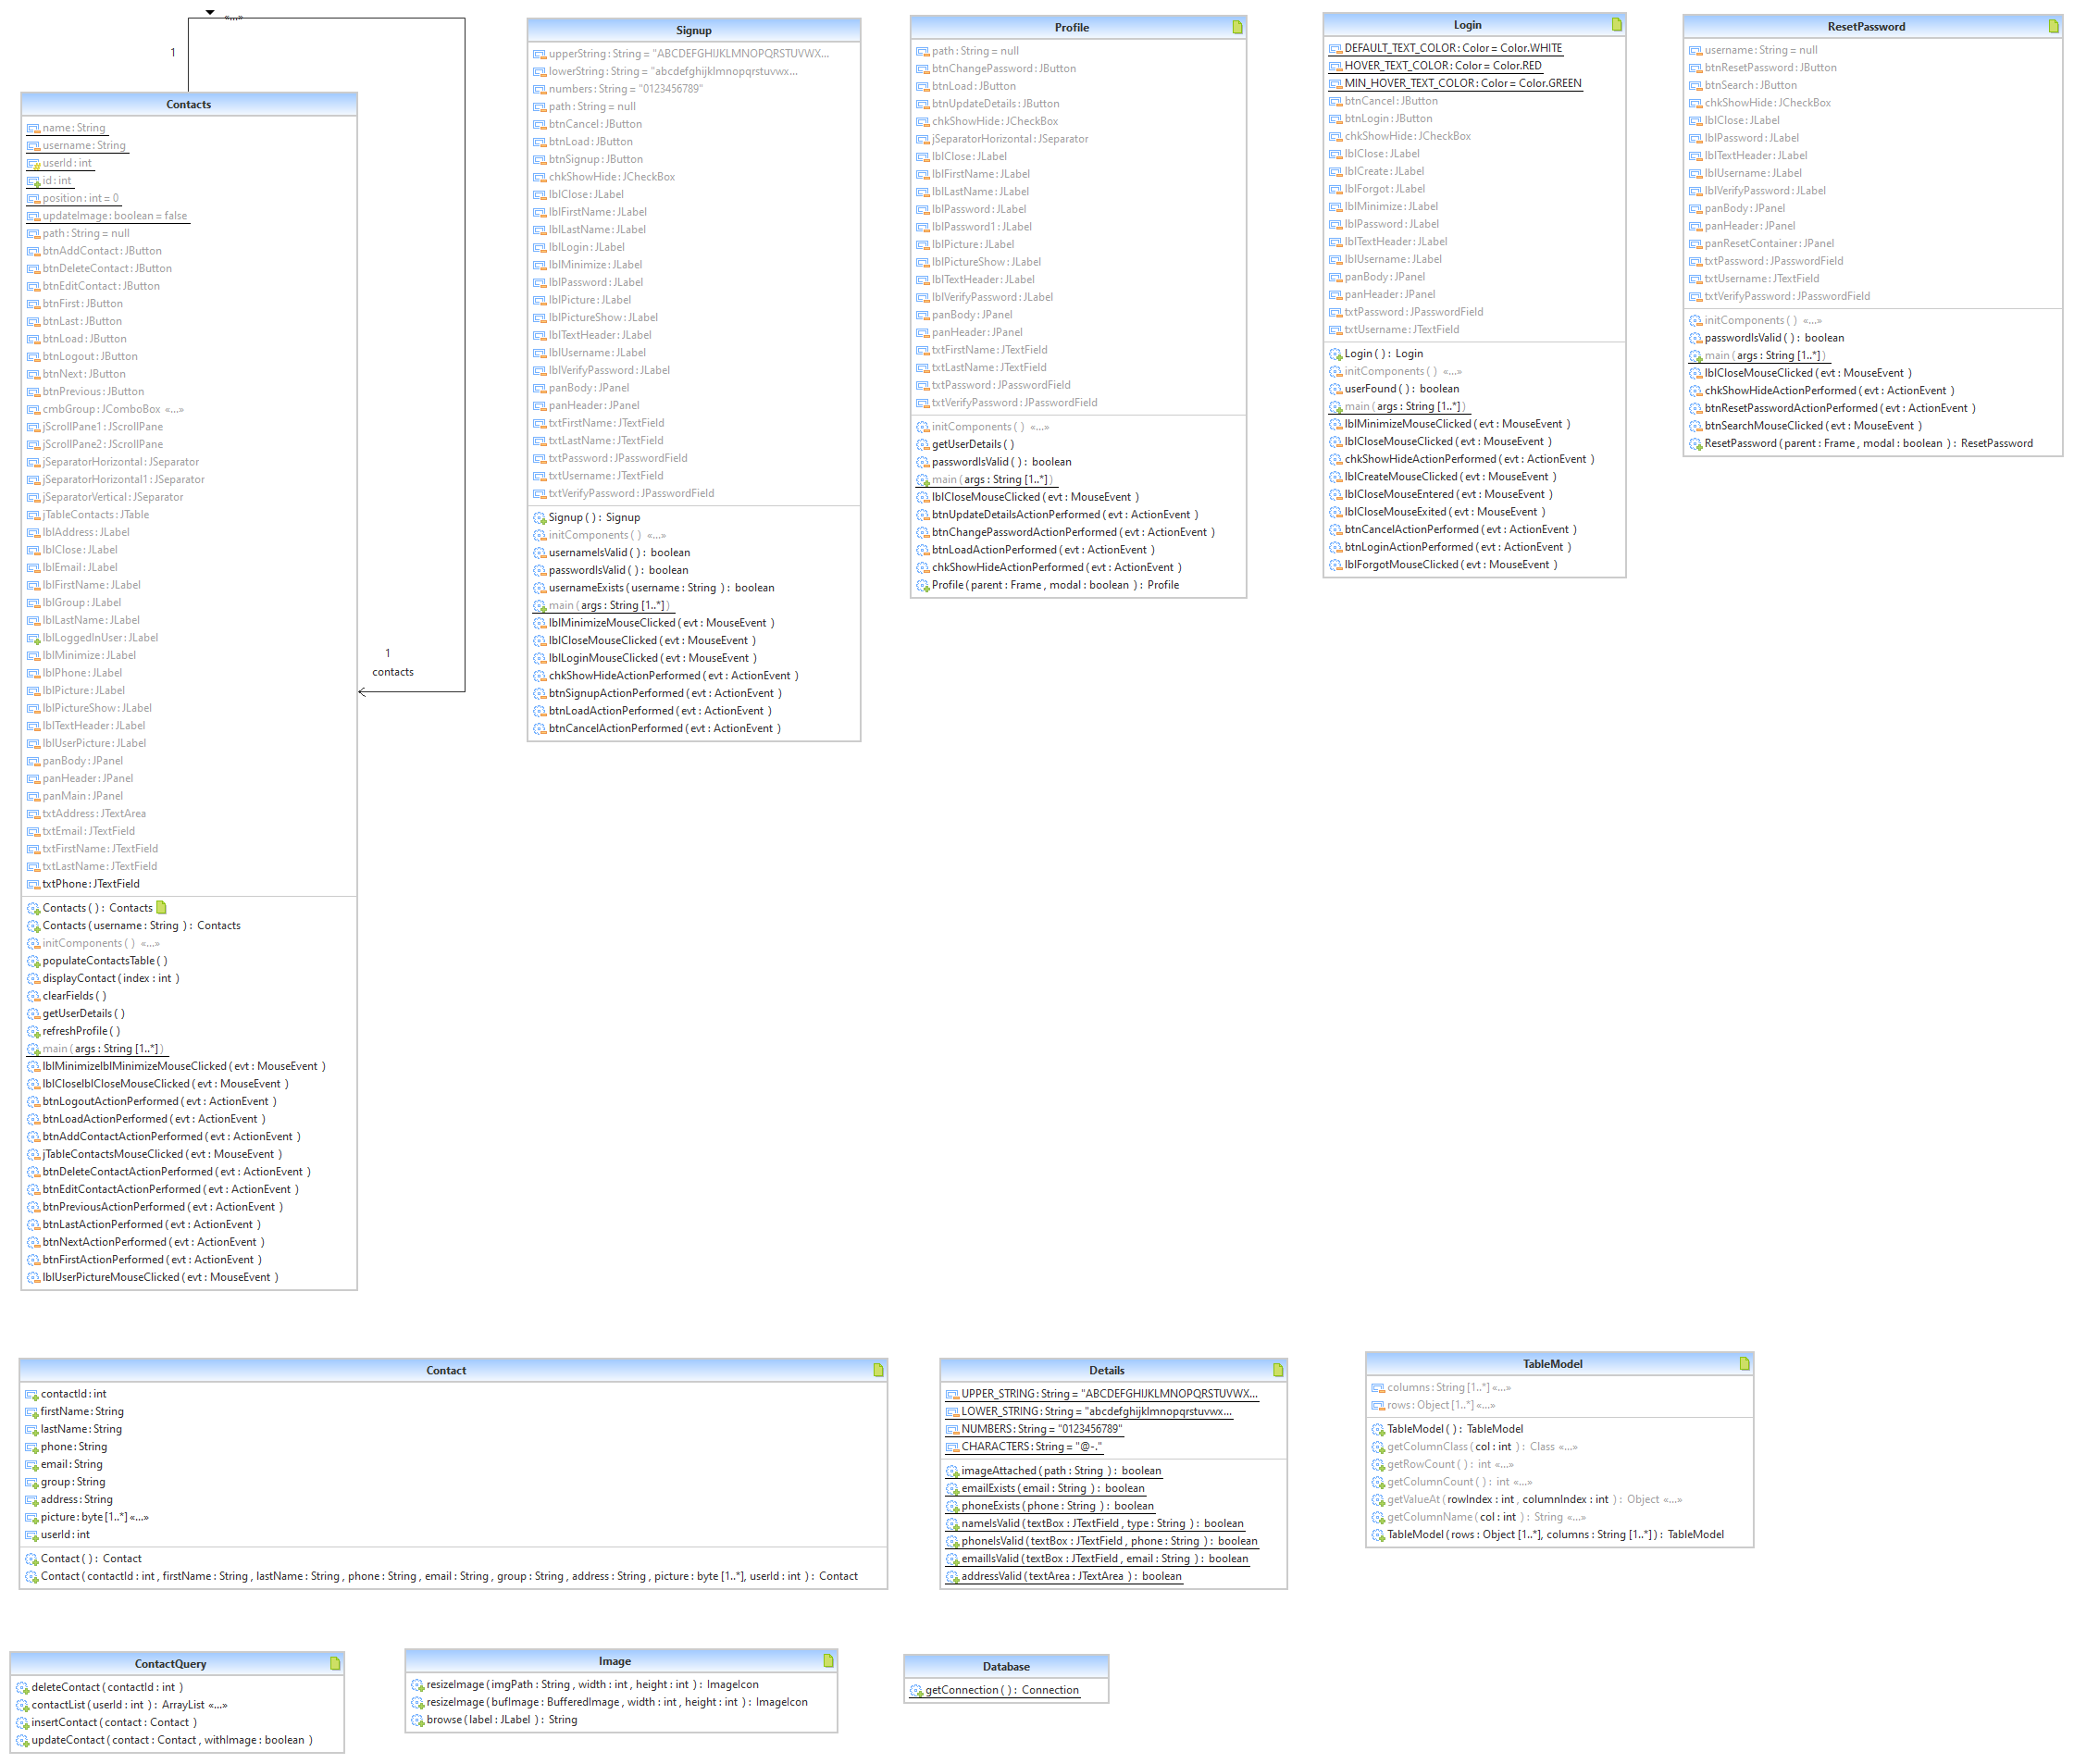 «...»
1
Contacts
name : String
username : String
userId : int
id : int
position : int = 0
updateImage : boolean = false
path : String = null
btnAddContact : JButton
btnDeleteContact : JButton
btnEditContact : JButton
btnFirst : JButton
btnLast : JButton
btnLoad : JButton
btnLogout : JButton
btnNext : JButton
btnPrevious : JButton
cmbGroup : JComboBox «...»
jScrollPane1 : JScrollPane
jScrollPane2 : JScrollPane
jSeparatorHorizontal : JSeparator
jSeparatorHorizontal1 : JSeparator
jSeparatorVertical : JSeparator
jTableContacts : JTable
lblAddress : JLabel
lblClose : JLabel
lblEmail : JLabel
lblFirstName : JLabel
lblGroup : JLabel
lblLastName : JLabel
lblLoggedInUser : JLabel
lblMinimize : JLabel
lblPhone : JLabel
lblPicture : JLabel
lblPictureShow : JLabel
lblTextHeader : JLabel
lblUserPicture : JLabel
panBody : JPanel
panHeader : JPanel
panMain : JPanel
txtAddress : JTextArea
txtEmail : JTextField
txtFirstName : JTextField
txtLastName : JTextField
txtPhone : JTextField
Contacts ( ) : Contacts
Contacts ( username : String ) : Contacts
initComponents ( ) «...»
populateContactsTable ( )
displayContact ( index : int )
clearFields ( )
getUserDetails ( )
refreshProfile ( )
main ( args : String [1..*] )
lblMinimizelblMinimizeMouseClicked ( evt : MouseEvent )
lblCloselblCloseMouseClicked ( evt : MouseEvent )
btnLogoutActionPerformed ( evt : ActionEvent )
btnLoadActionPerformed ( evt : ActionEvent )
btnAddContactActionPerformed ( evt : ActionEvent )
jTableContactsMouseClicked ( evt : MouseEvent )
btnDeleteContactActionPerformed ( evt : ActionEvent )
btnEditContactActionPerformed ( evt : ActionEvent )
btnPreviousActionPerformed ( evt : ActionEvent )
btnLastActionPerformed ( evt : ActionEvent )
btnNextActionPerformed ( evt : ActionEvent )
btnFirstActionPerformed ( evt : ActionEvent )
lblUserPictureMouseClicked ( evt : MouseEvent )
1
contacts
Signup
upperString : String = "ABCDEFGHIJKLMNOPQRSTUVWX...
lowerString : String = "abcdefghijklmnopqrstuvwx...
numbers : String = "0123456789"
path : String = null
btnCancel : JButton
btnLoad : JButton
btnSignup : JButton
chkShowHide : JCheckBox
lblClose : JLabel
lblFirstName : JLabel
lblLastName : JLabel
lblLogin : JLabel
lblMinimize : JLabel
lblPassword : JLabel
lblPicture : JLabel
lblPictureShow : JLabel
lblTextHeader : JLabel
lblUsername : JLabel
lblVerifyPassword : JLabel
panBody : JPanel
panHeader : JPanel
txtFirstName : JTextField
txtLastName : JTextField
txtPassword : JPasswordField
txtUsername : JTextField
txtVerifyPassword : JPasswordField
Signup ( ) : Signup
initComponents ( ) «...»
usernameIsValid ( ) : boolean
passwordIsValid ( ) : boolean
usernameExists ( username : String ) : boolean
main ( args : String [1..*] )
lblMinimizeMouseClicked ( evt : MouseEvent )
lblCloseMouseClicked ( evt : MouseEvent )
lblLoginMouseClicked ( evt : MouseEvent )
chkShowHideActionPerformed ( evt : ActionEvent )
btnSignupActionPerformed ( evt : ActionEvent )
btnLoadActionPerformed ( evt : ActionEvent )
btnCancelActionPerformed ( evt : ActionEvent )
Profile
path : String = null
btnChangePassword : JButton
btnLoad : JButton
btnUpdateDetails : JButton
chkShowHide : JCheckBox
jSeparatorHorizontal : JSeparator
lblClose : JLabel
lblFirstName : JLabel
lblLastName : JLabel
lblPassword : JLabel
lblPassword1 : JLabel
lblPicture : JLabel
lblPictureShow : JLabel
lblTextHeader : JLabel
lblVerifyPassword : JLabel
panBody : JPanel
panHeader : JPanel
txtFirstName : JTextField
txtLastName : JTextField
txtPassword : JPasswordField
txtVerifyPassword : JPasswordField
initComponents ( ) «...»
getUserDetails ( )
passwordIsValid ( ) : boolean
main ( args : String [1..*] )
lblCloseMouseClicked ( evt : MouseEvent )
btnUpdateDetailsActionPerformed ( evt : ActionEvent )
btnChangePasswordActionPerformed ( evt : ActionEvent )
btnLoadActionPerformed ( evt : ActionEvent )
chkShowHideActionPerformed ( evt : ActionEvent )
Profile ( parent : Frame , modal : boolean ) : Profile
Login
DEFAULT_TEXT_COLOR : Color = Color.WHITE
HOVER_TEXT_COLOR : Color = Color.RED
MIN_HOVER_TEXT_COLOR : Color = Color.GREEN
btnCancel : JButton
btnLogin : JButton
chkShowHide : JCheckBox
lblClose : JLabel
lblCreate : JLabel
lblForgot : JLabel
lblMinimize : JLabel
lblPassword : JLabel
lblTextHeader : JLabel
lblUsername : JLabel
panBody : JPanel
panHeader : JPanel
txtPassword : JPasswordField
txtUsername : JTextField
Login ( ) : Login
initComponents ( ) «...»
userFound ( ) : boolean
main ( args : String [1..*] )
lblMinimizeMouseClicked ( evt : MouseEvent )
lblCloseMouseClicked ( evt : MouseEvent )
chkShowHideActionPerformed ( evt : ActionEvent )
lblCreateMouseClicked ( evt : MouseEvent )
lblCloseMouseEntered ( evt : MouseEvent )
lblCloseMouseExited ( evt : MouseEvent )
btnCancelActionPerformed ( evt : ActionEvent )
btnLoginActionPerformed ( evt : ActionEvent )
lblForgotMouseClicked ( evt : MouseEvent )
ResetPassword
username : String = null
btnResetPassword : JButton
btnSearch : JButton
chkShowHide : JCheckBox
lblClose : JLabel
lblPassword : JLabel
lblTextHeader : JLabel
lblUsername : JLabel
lblVerifyPassword : JLabel
panBody : JPanel
panHeader : JPanel
panResetContainer : JPanel
txtPassword : JPasswordField
txtUsername : JTextField
txtVerifyPassword : JPasswordField
initComponents ( ) «...»
passwordIsValid ( ) : boolean
main ( args : String [1..*] )
lblCloseMouseClicked ( evt : MouseEvent )
chkShowHideActionPerformed ( evt : ActionEvent )
btnResetPasswordActionPerformed ( evt : ActionEvent )
btnSearchMouseClicked ( evt : MouseEvent )
ResetPassword ( parent : Frame , modal : boolean ) : ResetPassword
Contact
contactId : int
firstName : String
lastName : String
phone : String
email : String
group : String
address : String
picture : byte [1..*] «...»
userId : int
Contact ( ) : Contact
Contact ( contactId : int , firstName : String , lastName : String , phone : String , email : String , group : String , address : String , picture : byte [1..*], userId : int ) : Contact
Details
UPPER_STRING : String = "ABCDEFGHIJKLMNOPQRSTUVWX...
LOWER_STRING : String = "abcdefghijklmnopqrstuvwx...
NUMBERS : String = "0123456789"
CHARACTERS : String = "@-."
imageAttached ( path : String ) : boolean
emailExists ( email : String ) : boolean
phoneExists ( phone : String ) : boolean
nameIsValid ( textBox : JTextField , type : String ) : boolean
phoneIsValid ( textBox : JTextField , phone : String ) : boolean
emailIsValid ( textBox : JTextField , email : String ) : boolean
addressValid ( textArea : JTextArea ) : boolean
TableModel
columns : String [1..*] «...»
rows : Object [1..*] «...»
TableModel ( ) : TableModel
getColumnClass ( col : int ) : Class «...»
getRowCount ( ) : int «...»
getColumnCount ( ) : int «...»
getValueAt ( rowIndex : int , columnIndex : int ) : Object «...»
getColumnName ( col : int ) : String «...»
TableModel ( rows : Object [1..*], columns : String [1..*] ) : TableModel
ContactQuery
deleteContact ( contactId : int )
contactList ( userId : int ) : ArrayList «...»
insertContact ( contact : Contact )
updateContact ( contact : Contact , withImage : boolean )
Image
resizeImage ( imgPath : String , width : int , height : int ) : ImageIcon
resizeImage ( bufImage : BufferedImage , width : int , height : int ) : ImageIcon
browse ( label : JLabel ) : String
Database
getConnection ( ) : Connection